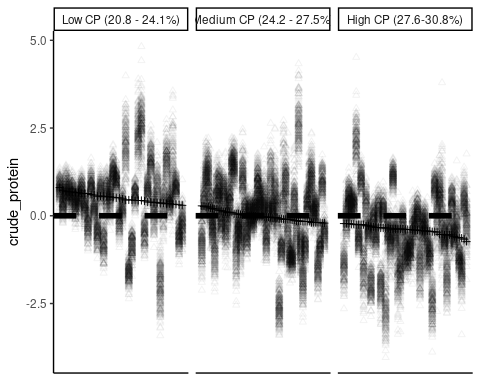 Low CP (20.8 - 24.1%)
Medium CP (24.2 - 27.5%
High CP (27.6-30.8%)
5.0
2.5
0.0
-2.5
crude_protein